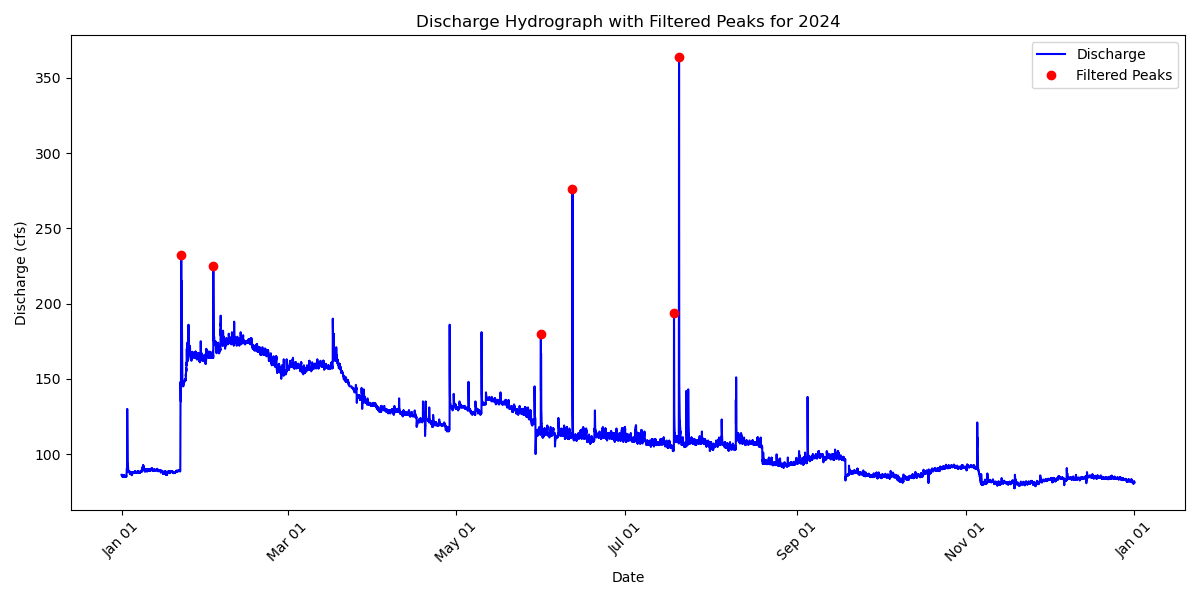 Discharge Hydrograph with Filtered Peaks for 2024
Discharge
Filtered Peaks
Discharge (cfs)
350
300
250
200
150
100
Jan 01
Mar 01
May 01
Jul 01
Sep 01
Nov 01
Jan 01
Date